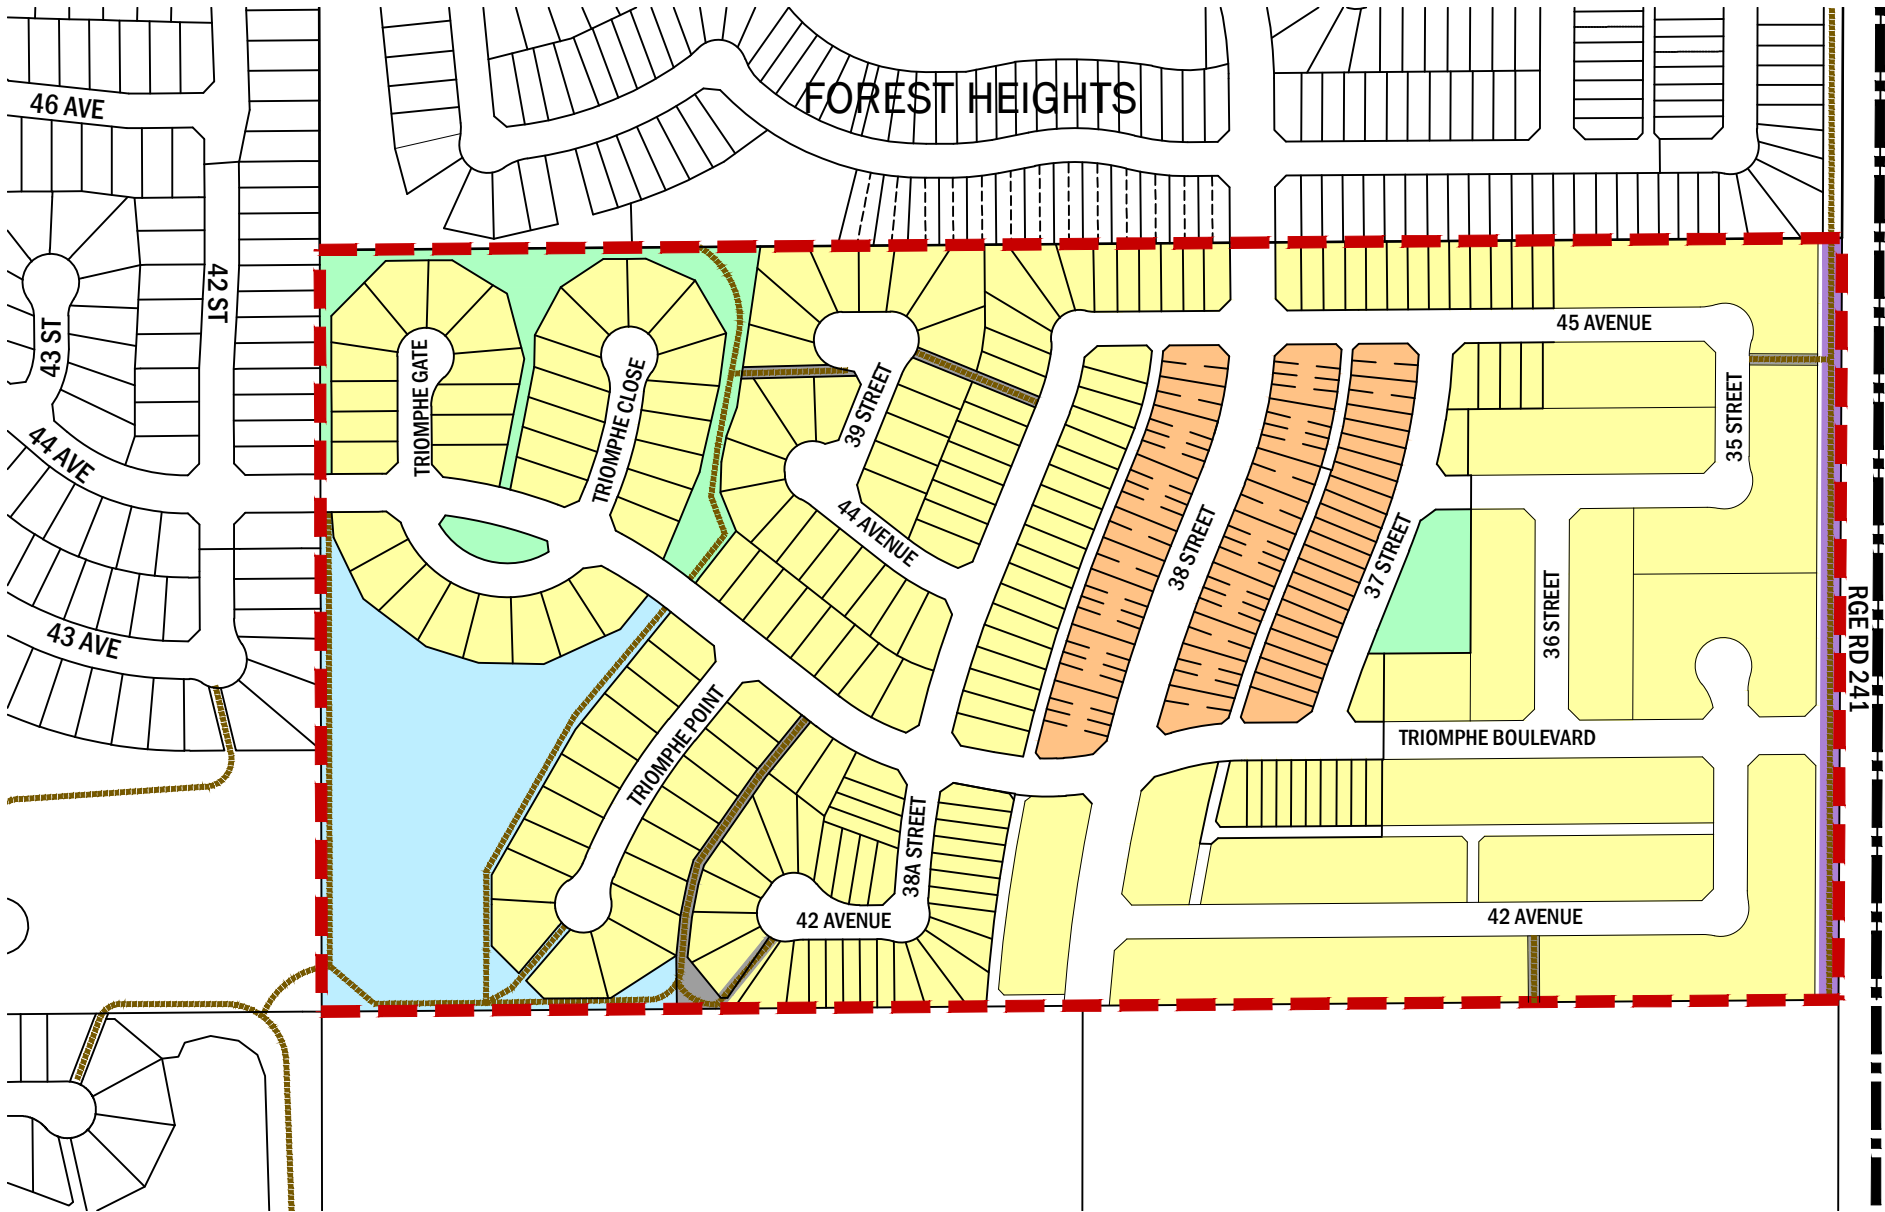 FOREST HEIGHTS
46 AVE
42 ST
43 ST
44 AVE
43 AVE
TRIOMPHE GATE
TRIOMPHE CLOSE
39 STREET
45 AVENUE
35 STREET
44 AVENUE
38 STREET
37 STREET
36 STREET
RGE RD 241
TRIOMPHE POINT
TRIOMPHE BOULEVARD
38A STREET
42 AVENUE
42 AVENUE